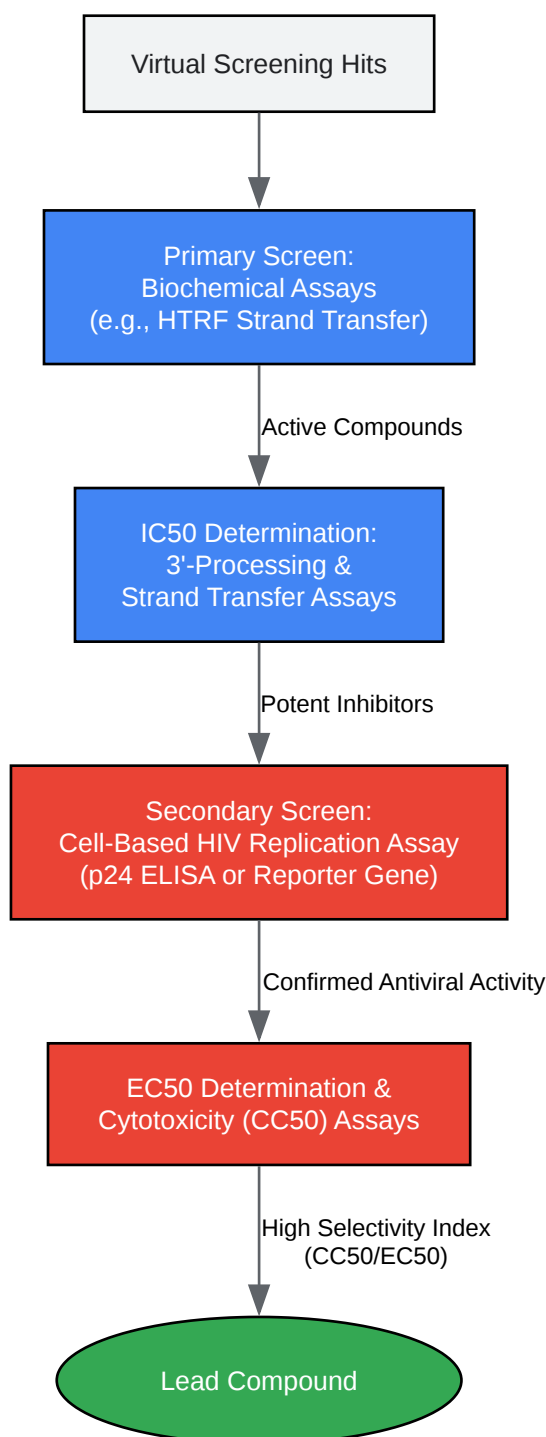 Virtual Screening Hits
Primary Screen:
Biochemical Assays
(e.g., HTRF Strand Transfer)
Active Compounds
IC50 Determination:
3'-Processing &
Strand Transfer Assays
Potent Inhibitors
Secondary Screen:
Cell-Based HIV Replication Assay
(p24 ELISA or Reporter Gene)
Confirmed Antiviral Activity
EC50 Determination &
Cytotoxicity (CC50) Assays
High Selectivity Index
(CC50/EC50)
Lead Compound